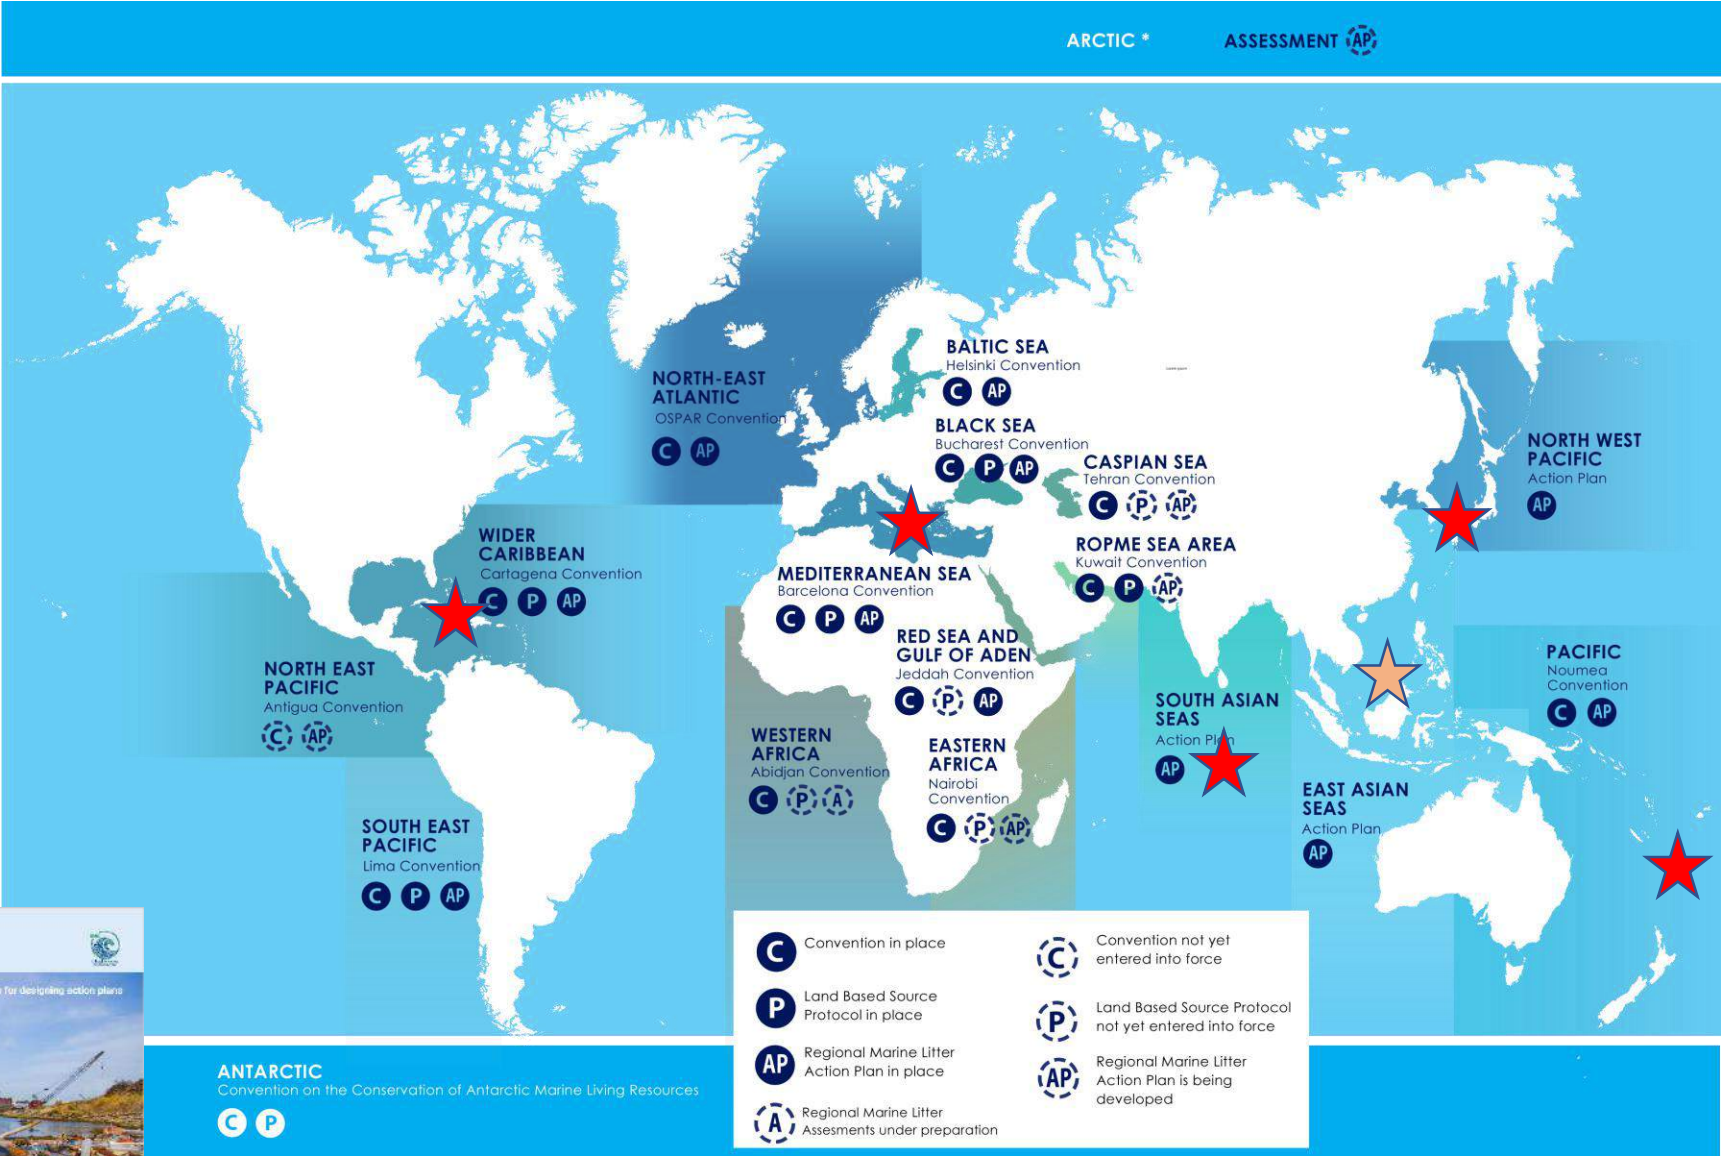 ARCTIC *
ASSESSMENT AP
BALTIC SEA
Helsinki Convention
C AP
NORTH-EAST
ATLANTIC
OSPAR Convention
C AP
BLACK SEA
Bucharest Convention
C P AP
CASPIAN SEA
Tehran Convention
C P AP
NORTH WEST
PACIFIC
Action Plan
AP
WIDER
CARIBBEAN
Cartagena Convention
C P AP
ROPME SEA AREA
Kuwait Convention
C P AP
MEDITERRANEAN SEA
Barcelona Convention
C P AP
RED SEA AND
GULF OF ADEN
Jeddah Convention
C P AP
NORTH EAST
PACIFIC
Antigua Convention
C AP
PACIFIC
Noumea
Convention
C AP
SOUTH ASIAN
SEAS
Action Plan
AP
WESTERN
AFRICA
Abidjan Convention
C P A
EASTERN
AFRICA
Nairobi
Convention
C P AP
EAST ASIAN
SEAS
Action Plan
AP
SOUTH EAST
PACIFIC
Lima Convention
C P AP
for designing action plans
C Convention in place
P Land Based Source
Protocol in place
AP Regional Marine Litter
Action Plan in place
A Regional Marine Litter
Assesments under preparation
C Convention not yet
entered into force
P Land Based Source Protocol
not yet entered into force
AP Regional Marine Litter
Action Plan is being
developed
ANTARCTIC
Convention on the Conservation of Antarctic Marine Living Resources
C P